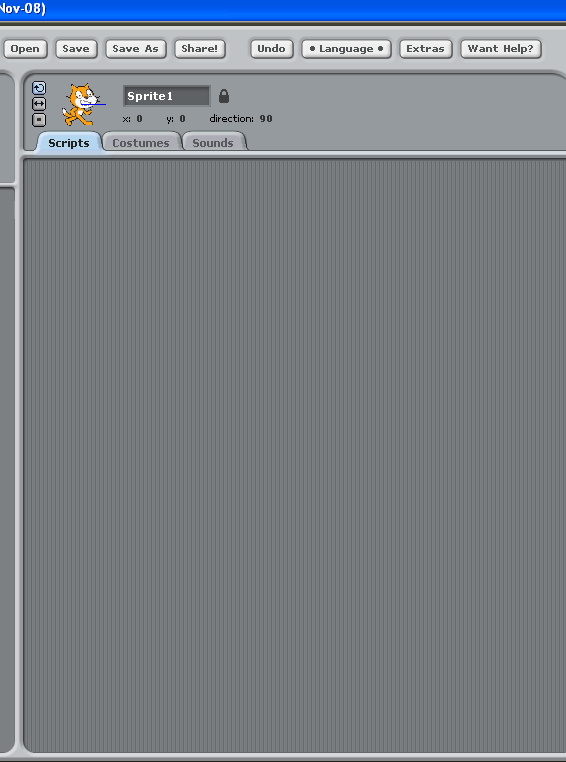 Nov-08)
Open Save Save As Share! Undo • Language • Extras Want Help?
Sprite1
x: 0 y: 0 direction: 90
Scripts Costumes Sounds